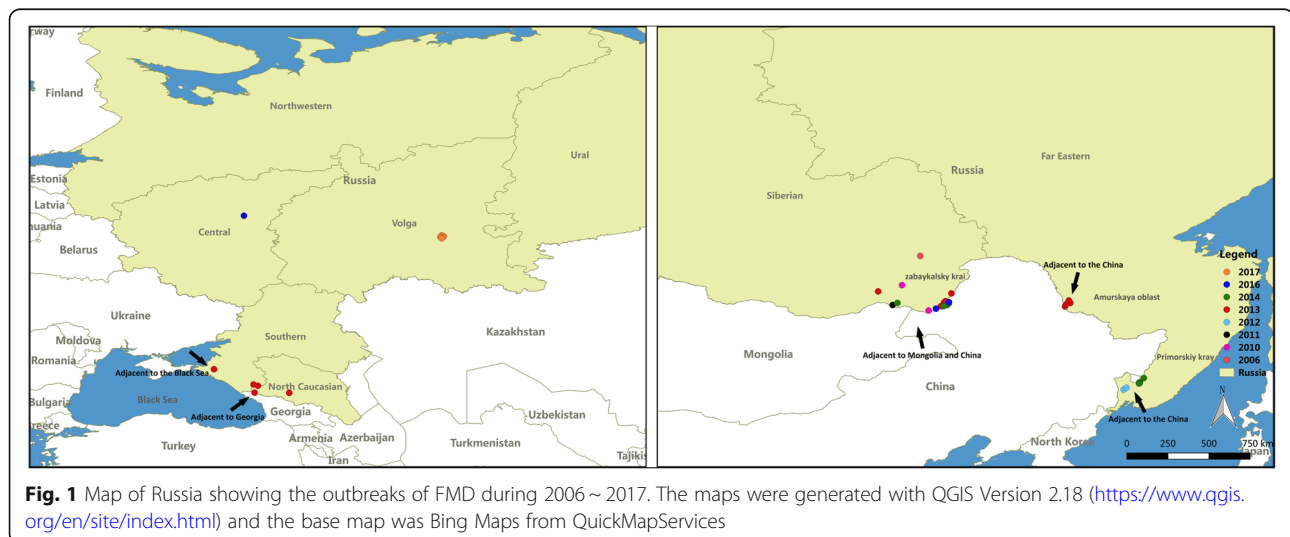 rway
Finland
Northwestern
Ural
Estonia
Russia
Latvia
huania
Volga
Central
Belarus
Ukraine
Kazakhstan
Southern
Moldova
Romania
Adjacent to the Black Sea
North Caucasian
Bulgaria
Black Sea
Adjacent to Georgia
Georgia
Greece
Uzbekistan
Armenia
Azerbaijan
Turkey
Turkmenistan
Iran
Tajikis
Far Eastern
Russia
Siberian
Legend
Adjacent to the China
2017
zabaykalsky krai
2016
2014
Amurskaya oblast
2013
2012
Adjacent to Mongolia and China
2011
Mongolia
Primorskiy kray
2010
2006
China
Russia
N
Adjacent to the China
North Korea
0 250 500 750 km
Japan
Fig. 1 Map of Russia showing the outbreaks of FMD during 2006 ~ 2017. The maps were generated with QGIS Version 2.18 (https://www.qgis.
org/en/site/index.html) and the base map was Bing Maps from QuickMapServices